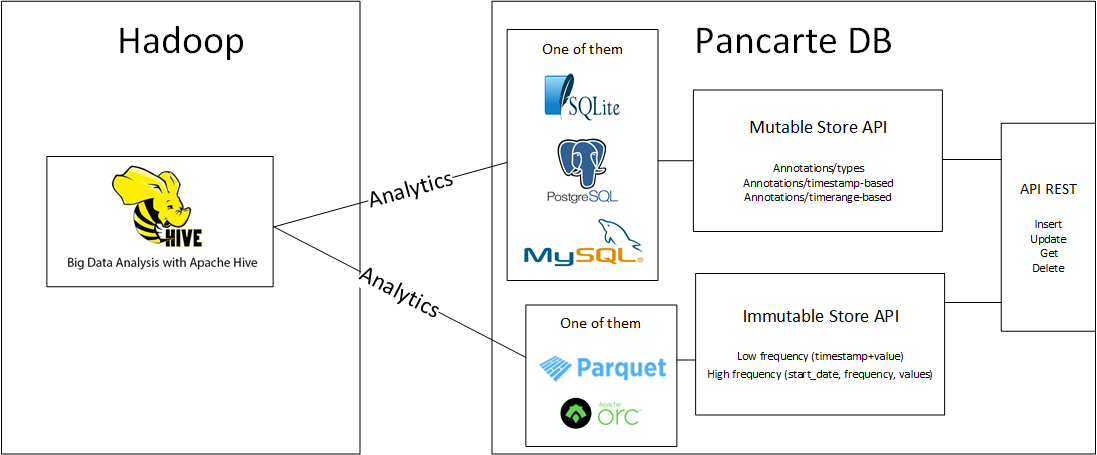 Hadoop
HIVE
Big Data Analysis with Apache Hive
Analytics
Analytics
Pancarte DB
One of them
SQLite
PostgreSQL
MySQL®
One of them
Parquet
Apache
orc™
Mutable Store API
Annotations/types
Annotations/timestamp-based
Annotations/timerange-based
Immutable Store API
Low frequency (timestamp+value)
High frequency (start_date, frequency, values)
API REST
Insert
Update
Get
Delete